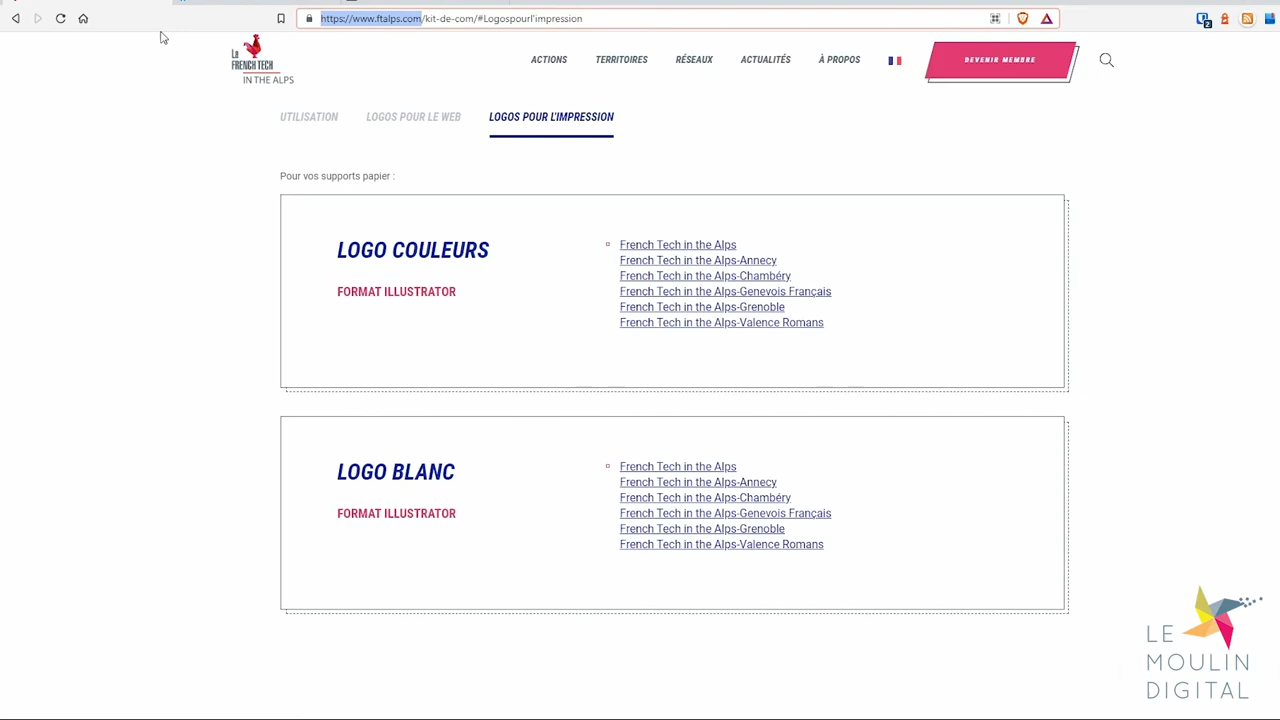 https://www.ftalps.com/kit-de-com/#Logospourl'impression
2
La
FRENCH TECH
IN THE ALPS
ACTIONS
TERRITOIRES
RÉSEAUX
ACTUALITÉS
À PROPOS
DEVENIR MEMBRE
UTILISATION
LOGOS POUR LE WEB
LOGOS POUR L'IMPRESSION
Pour vos supports papier :
LOGO COULEURS
FORMAT ILLUSTRATOR
French Tech in the Alps
French Tech in the Alps-Annecy
French Tech in the Alps-Chambéry
French Tech in the Alps-Genevois Français
French Tech in the Alps-Grenoble
French Tech in the Alps-Valence Romans
LOGO BLANC
FORMAT ILLUSTRATOR
French Tech in the Alps
French Tech in the Alps-Annecy
French Tech in the Alps-Chambéry
French Tech in the Alps-Genevois Français
French Tech in the Alps-Grenoble
French Tech in the Alps-Valence Romans
LE
MOULIN
DIGITAL